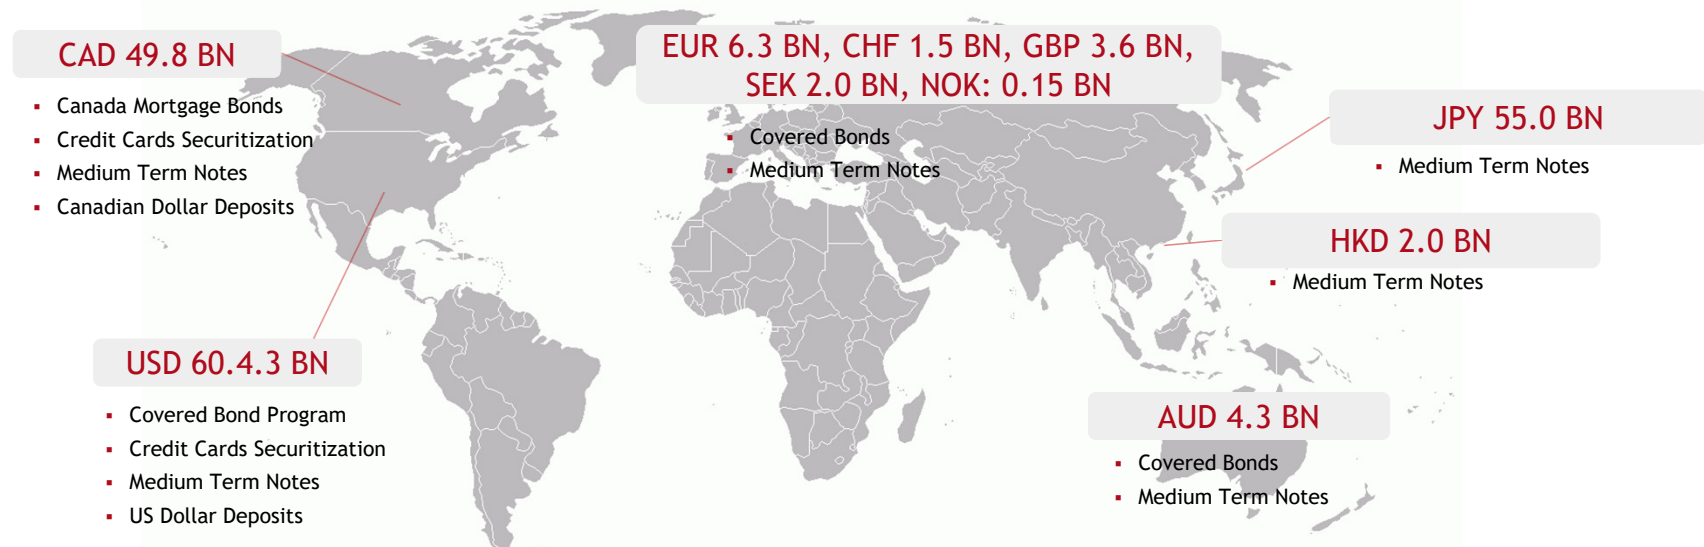 CAD 49.8 BN
▪ Canada Mortgage Bonds
▪ Credit Cards Securitization
▪ Medium Term Notes
▪ Canadian Dollar Deposits
EUR 6.3 BN, CHF 1.5 BN, GBP 3.6 BN,
SEK 2.0 BN, NOK: 0.15 BN
▪ Covered Bonds
▪ Medium Term Notes
JPY 55.0 BN
▪ Medium Term Notes
HKD 2.0 BN
▪ Medium Term Notes
USD 60.4.3 BN
▪ Covered Bond Program
▪ Credit Cards Securitization
▪ Medium Term Notes
▪ US Dollar Deposits
AUD 4.3 BN
▪ Covered Bonds
▪ Medium Term Notes